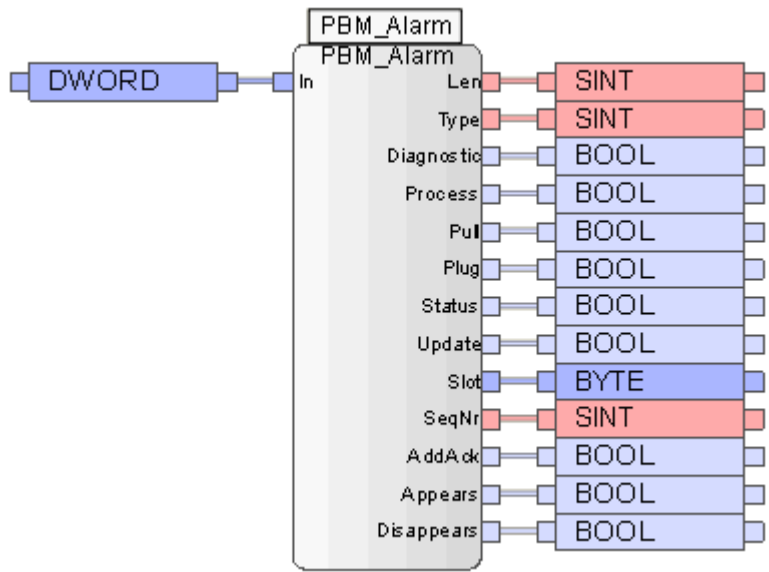 PBM_Alarm
PBM_Alarm
DWORD In Len SINT
Type SINT
Diagnostic BOOL
Process BOOL
Pull BOOL
Plug BOOL
Status BOOL
Update BOOL
Slot BYTE
SeqNr SINT
AddAck BOOL
Appears BOOL
Disappears BOOL